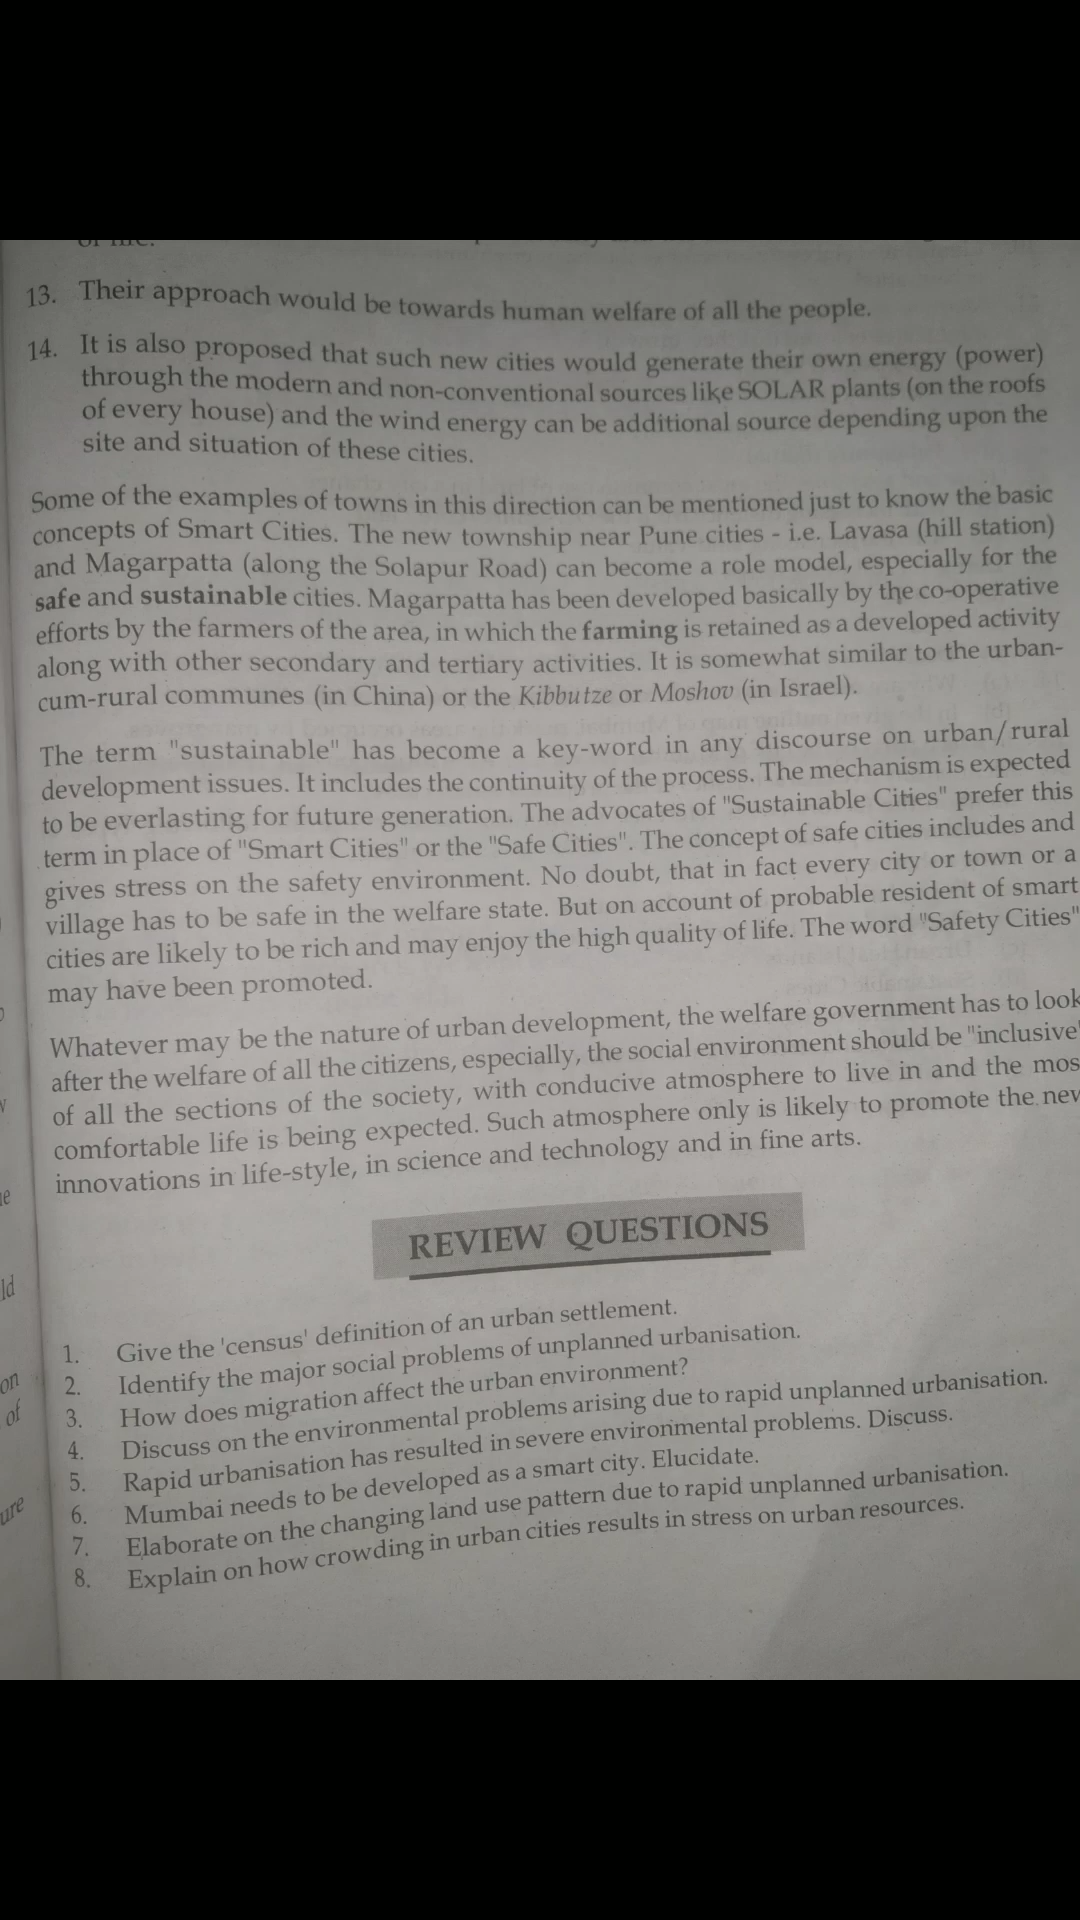 13. Their approach would be towards human welfare of all the people.
14. It is also proposed that such new cities would generate their own energy (power)
through the modern and non-conventional sources like SOLAR plants (on the roofs
of every house) and the wind energy can be additional source depending upon the
site and situation of these cities.
Some of the examples of towns in this direction can be mentioned just to know the basic
concepts of Smart Cities. The new township near Pune cities - i.e. Lavasa (hill station)
and Magarpatta (along the Solapur Road) can become a role model, especially for the
safe and sustainable cities. Magarpatta has been developed basically by the co-operative
efforts by the farmers of the area, in which the farming is retained as a developed activity
along with other secondary and tertiary activities. It is somewhat similar to the urban-
cum-rural communes (in China) or the Kibbutze or Moshov (in Israel).
The term "sustainable" has become a key-word in any discourse on urban/rural
development issues. It includes the continuity of the process. The mechanism is expected
to be everlasting for future generation. The advocates of "Sustainable Cities" prefer this
term in place of "Smart Cities" or the "Safe Cities". The concept of safe cities includes and
gives stress on the safety environment. No doubt, that in fact every city or town or a
village has to be safe in the welfare state. But on account of probable resident of smart
cities are likely to be rich and may enjoy the high quality of life. The word "Safety Cities"
may have been promoted.
Whatever may be the nature of urban development, the welfare government has to look
after the welfare of all the citizens, especially, the social environment should be "inclusive"
of all the sections of the society, with conducive atmosphere to live in and the mos
comfortable life is being expected. Such atmosphere only is likely to promote the new
innovations in life-style, in science and technology and in fine arts.
REVIEW QUESTIONS
1. Give the 'census' definition of an urban settlement.
2. Identify the major social problems of unplanned urbanisation.
3. How does migration affect the urban environment?
4. Discuss on the environmental problems arising due to rapid unplanned urbanisation.
5. Rapid urbanisation has resulted in severe environmental problems. Discuss.
6. Mumbai needs to be developed as a smart city. Elucidate.
7. Elaborate on the changing land use pattern due to rapid unplanned urbanisation.
8. Explain on how crowding in urban cities results in stress on urban resources.